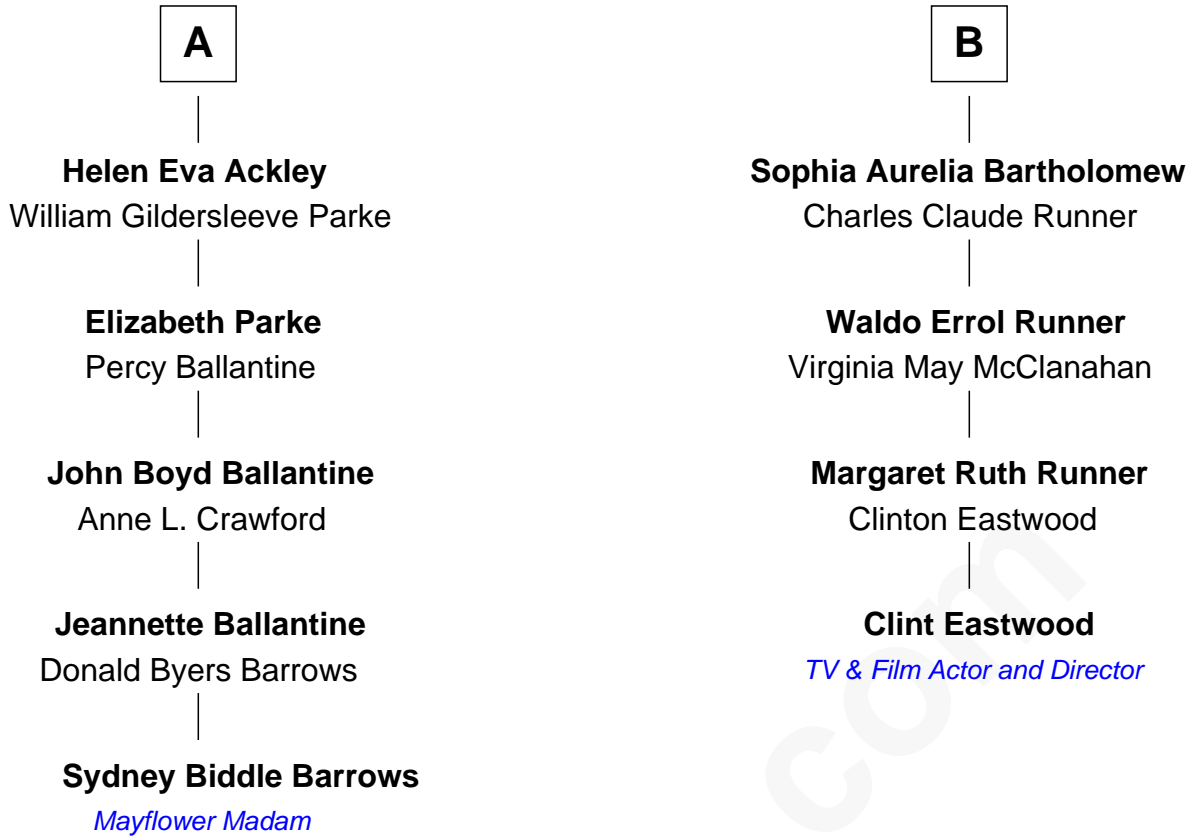 A
Helen Eva Ackley
William Gildersleeve Parke
Elizabeth Parke
Percy Ballantine
John Boyd Ballantine
Anne L. Crawford
Jeannette Ballantine
Donald Byers Barrows
Sydney Biddle Barrows
Mayflower Madam
B
Sophia Aurelia Bartholomew
Charles Claude Runner
Waldo Errol Runner
Virginia May McClanahan
Margaret Ruth Runner
Clinton Eastwood
Clint Eastwood
TV & Film Actor and Director
com